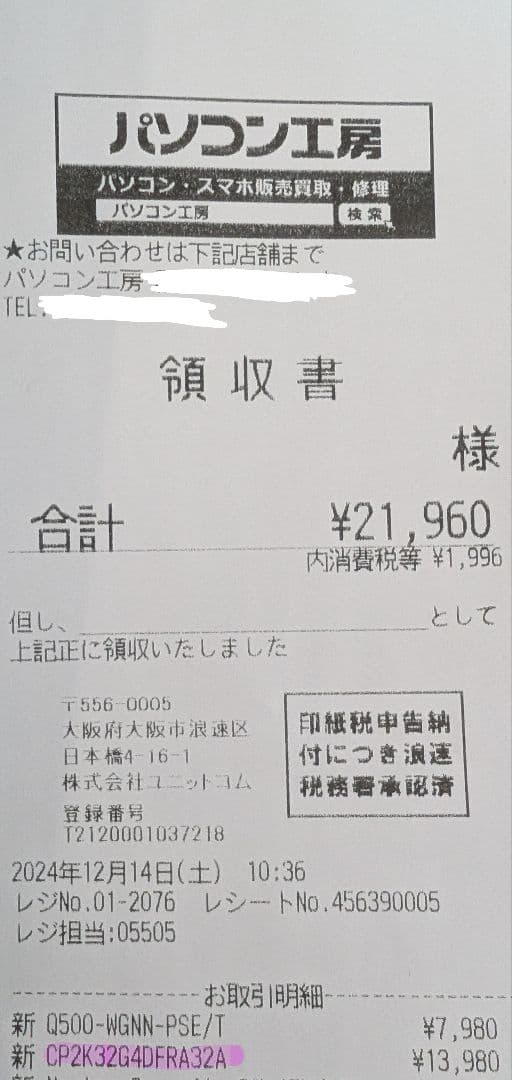 パソコン工房
パソコン・スマホ販売買取・修理
パソコン工房 検索
★お問い合わせは下記店舗まで
パソコン工房
TEL.
領収書
様
合計 ¥21,960
内消費税等 ¥1,996
但し、 として
上記正に領収いたしました
〒556-0005
大阪府大阪市浪速区
日本橋4-16-1
株式会社ユニットコム
登録番号
T2120001037218
印紙税申告納
付につき浪速
税務署承認済
2024年12月14日(土) 10:36
レジNo.01-2076 レシートNo.456390005
レジ担当:05505
お取引明細
新 Q500-WGNN-PSE/T ¥7,980
新 CP2K32G4DFRA32A ¥13,980